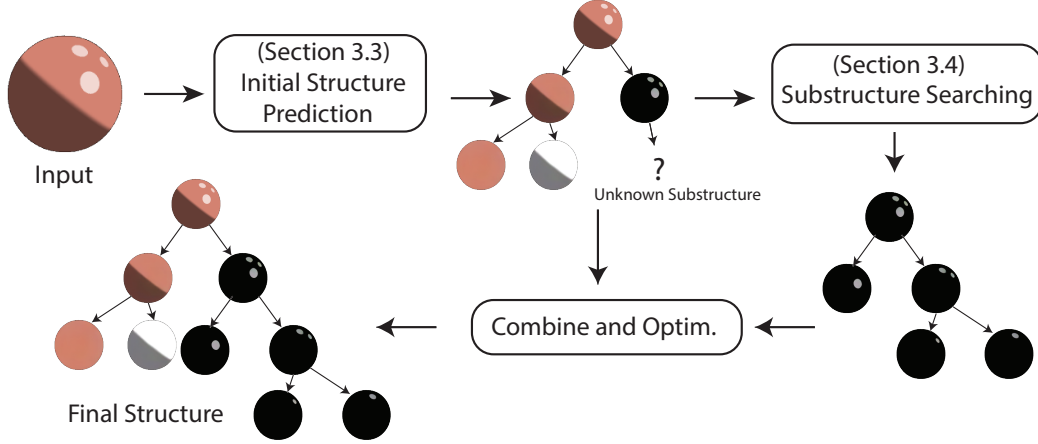 (Section 3.3)
Initial Structure
Prediction
(Section 3.4)
Substructure Searching
Input
?
Unknown Substructure
Combine and Optim.
Final Structure